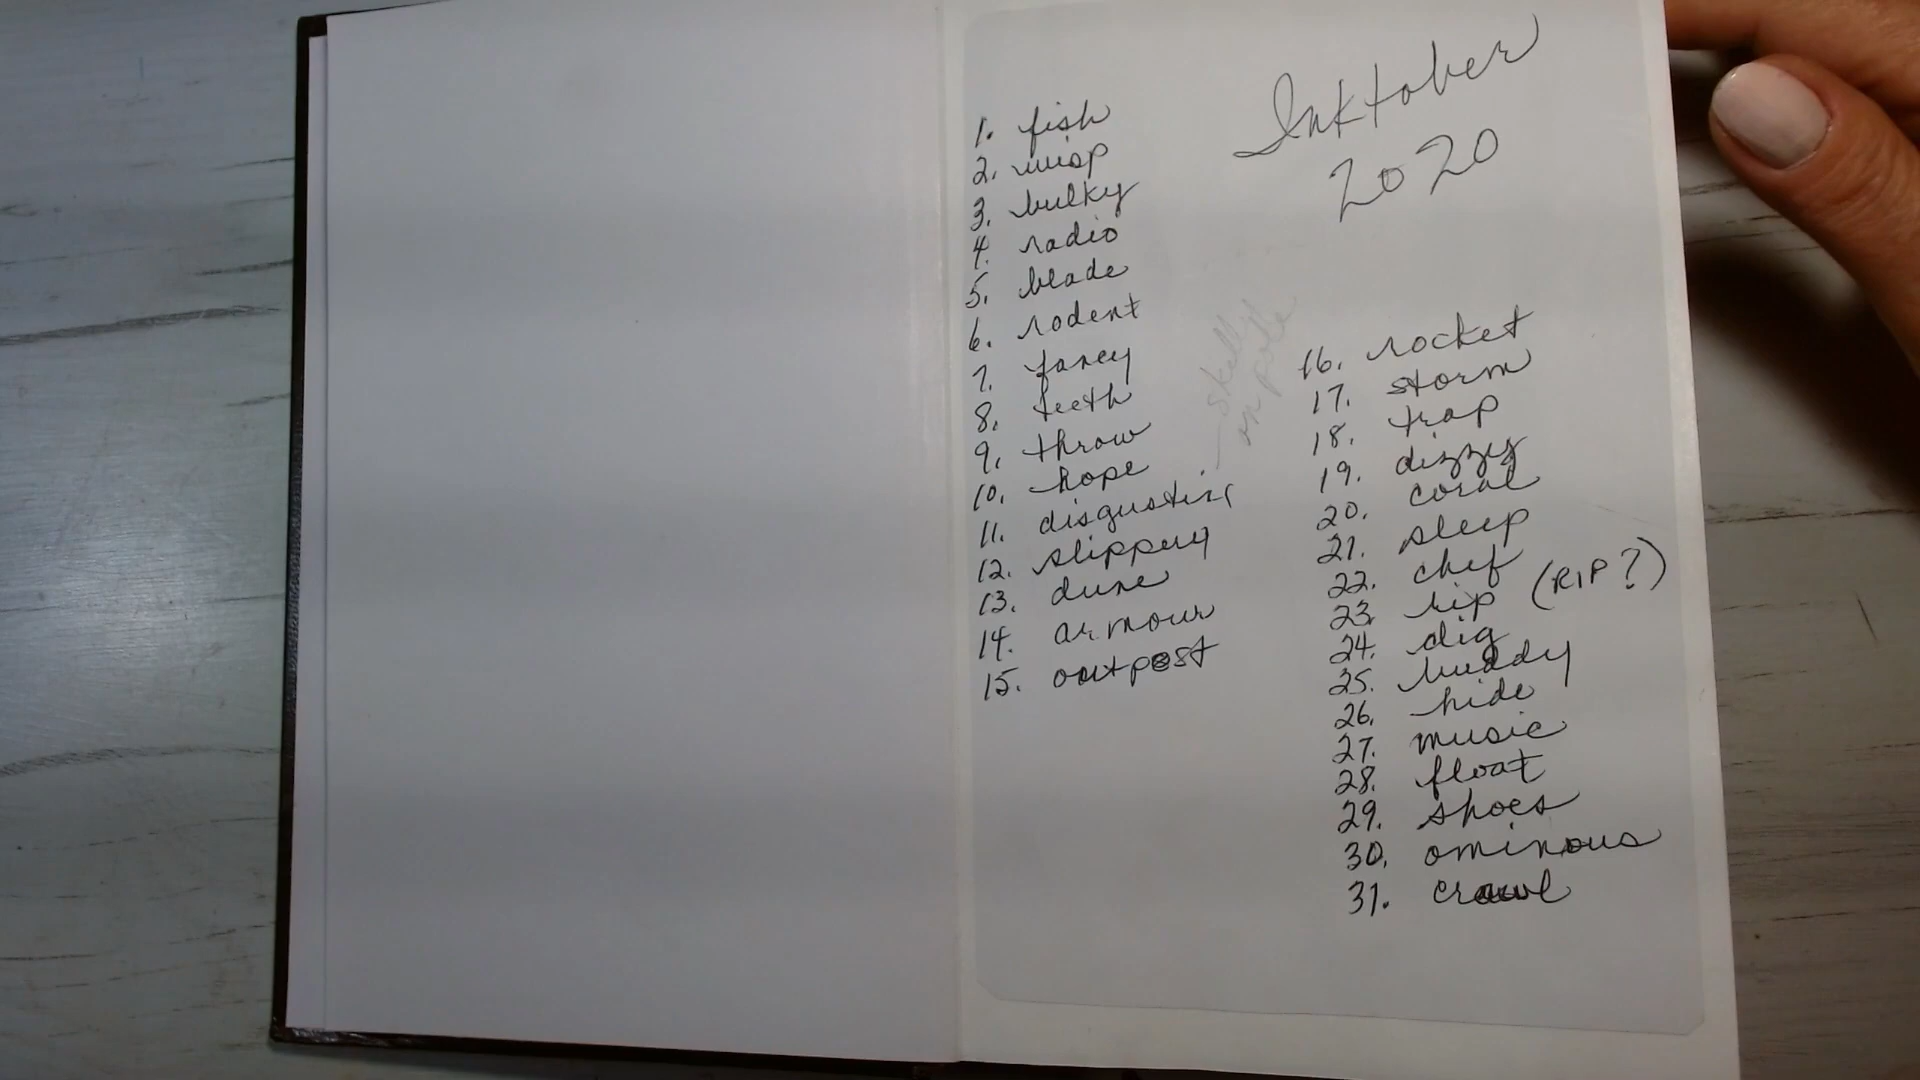 Inktober
2020
1. fish
2. wisp
3. bulky
4. radio
5. blade
6. rodent
7. fancy
8. teeth
9. throw
10. hope
11. disgusting
12. slippery
13. dune
14. armour
15. outpost
skull
on pole
16. rocket
17. storm
18. trap
19. dizzy
20. coral
21. sleep
22. chef
23. rip (RIP?)
24. dig
25. buddy
26. hide
27. music
28. float
29. shoes
30. ominous
31. crawl